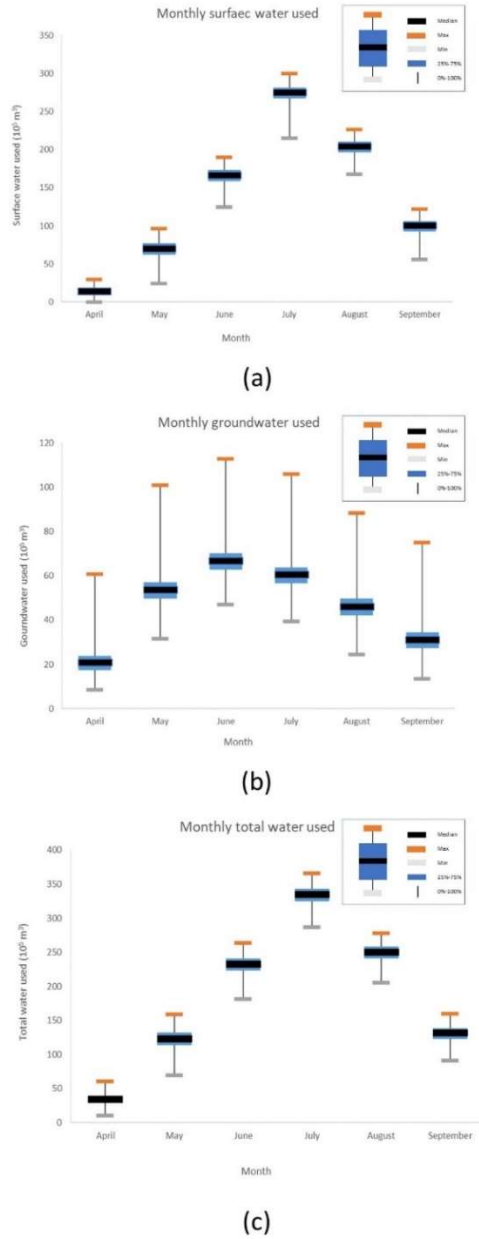 Monthly surfaec water used
Median
Max
Min
25%-75%
0%-100%
350
300
250
200
150
100
50
0
Surface water used (10⁵ m³)
April May June July August September
Month
(a)
Monthly groundwater used
Median
Max
Min
25%-75%
0%-100%
120
100
80
60
40
20
0
Gourndwater used (10⁵ m³)
April May June July August September
Month
(b)
Monthly total water used
Median
Max
Min
25%-75%
0%-100%
400
350
300
250
200
150
100
50
0
Total water used (10⁵ m³)
April May June July August September
Month
(c)